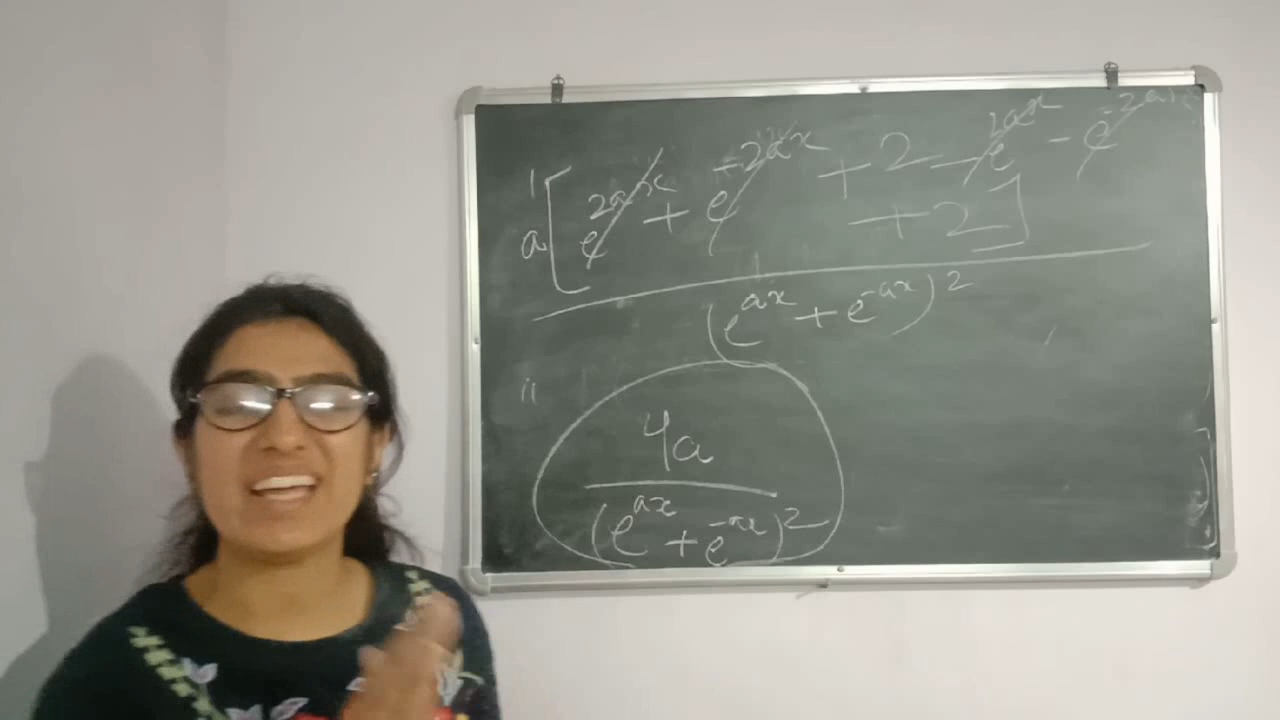 a[e^{2ax} + e^{-2ax} + 2 - e^{2ax} - e^{-2ax}
+ 2]
(e^{ax} + e^{-ax})^2
4a
(e^{ax} + e^{-ax})^2